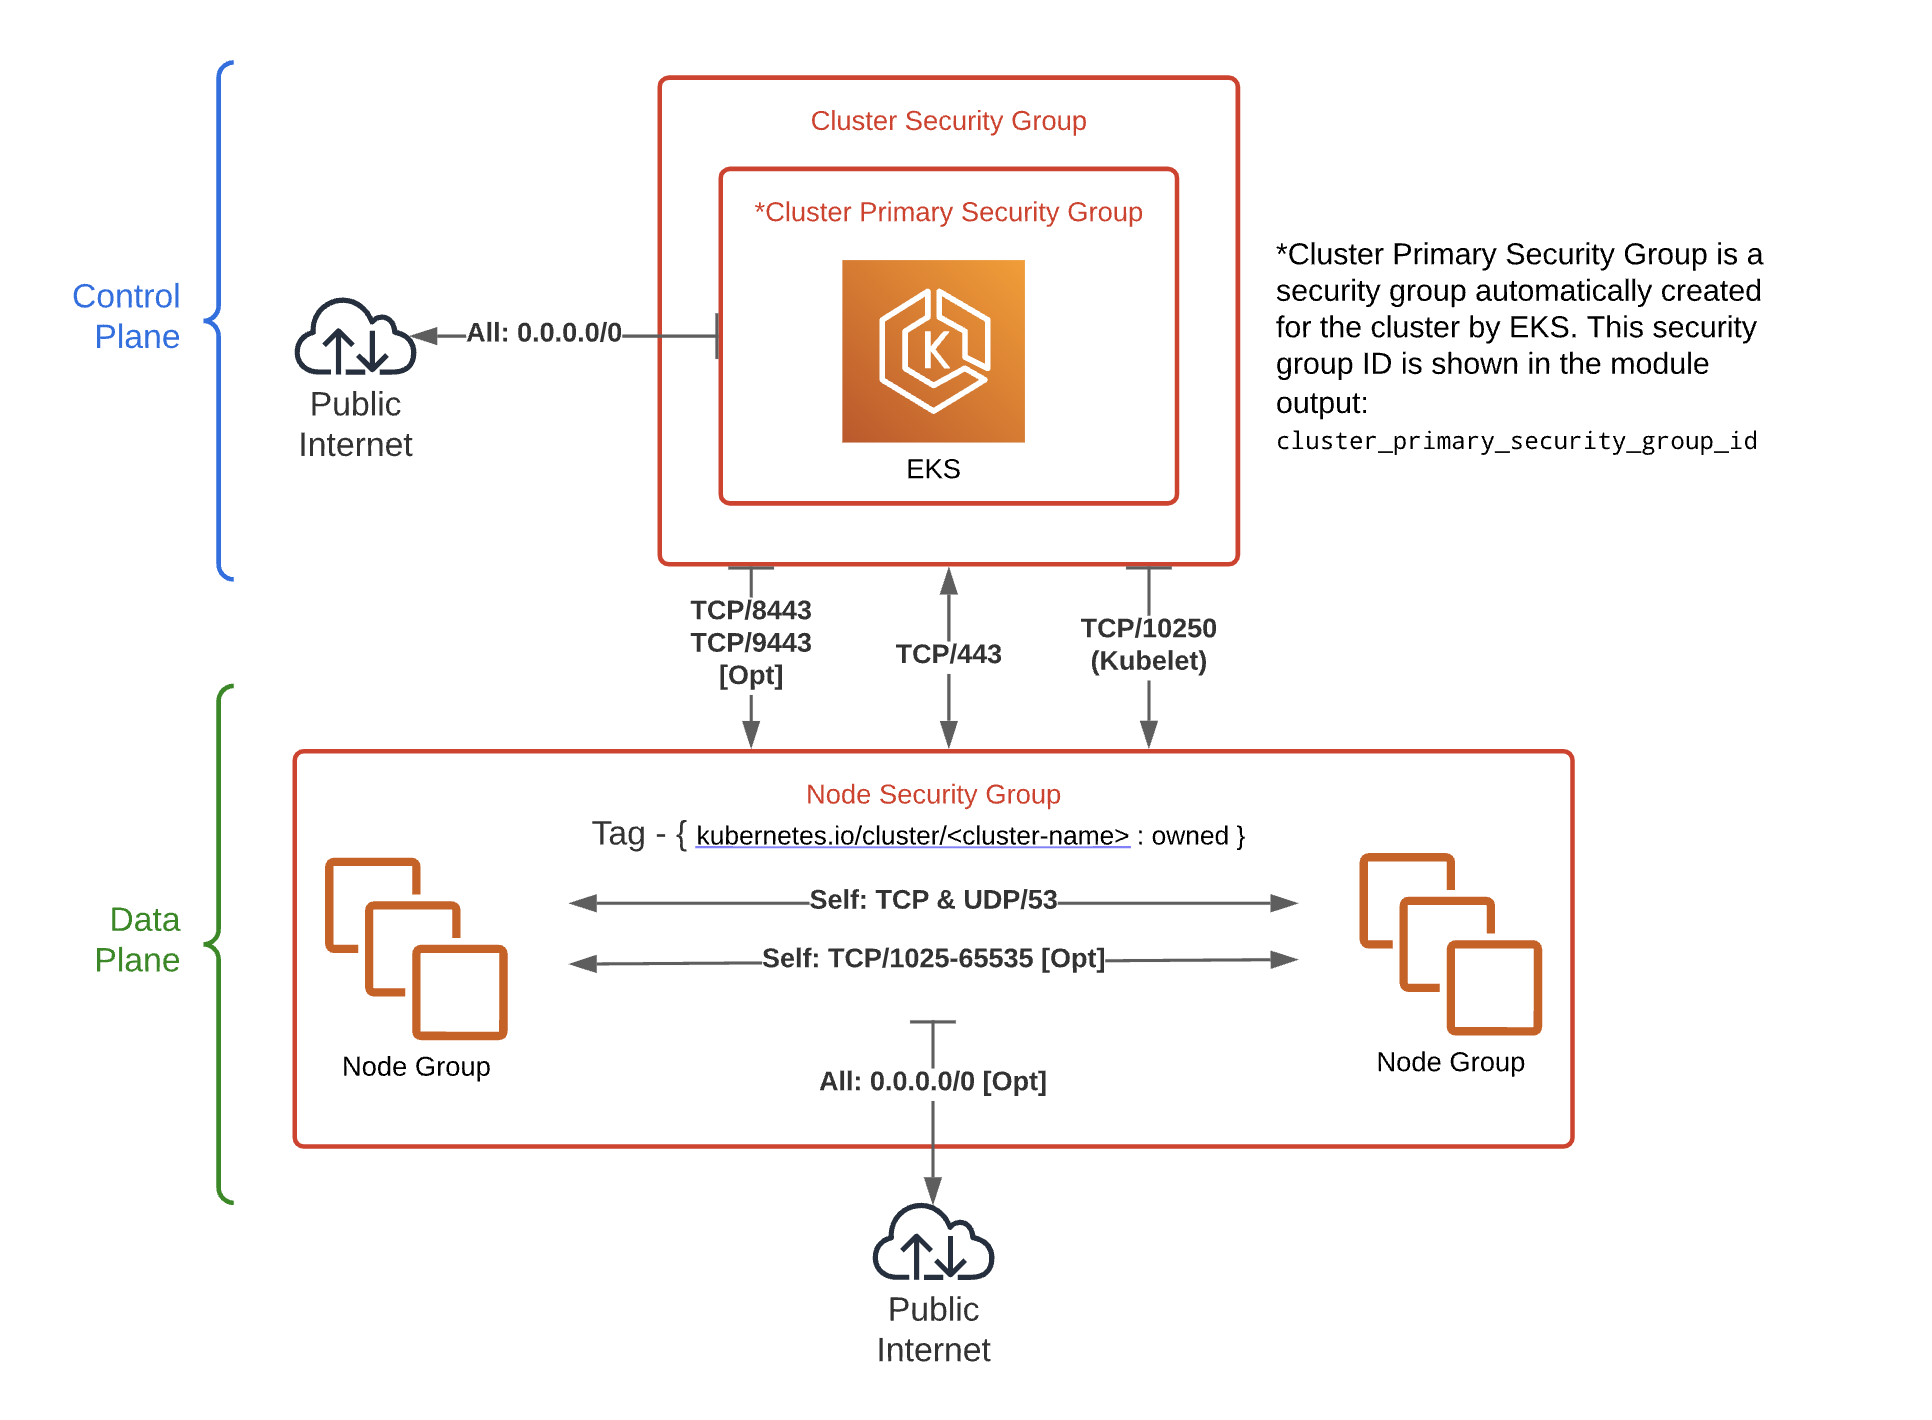 Cluster Security Group
*Cluster Primary Security Group
K
EKS
Control
Plane
All: 0.0.0.0/0
Public
Internet
*Cluster Primary Security Group is a
security group automatically created
for the cluster by EKS. This security
group ID is shown in the module
output:
cluster_primary_security_group_id
TCP/8443
TCP/9443
[Opt]
TCP/443
TCP/10250
(Kubelet)
Data
Plane
Node Security Group
Tag - { kubernetes.io/cluster/<cluster-name> : owned }
Self: TCP & UDP/53
Self: TCP/1025-65535 [Opt]
Node Group
Node Group
All: 0.0.0.0/0 [Opt]
Public
Internet